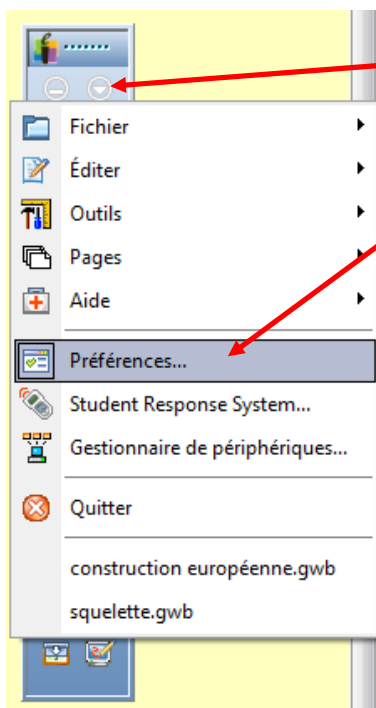 Fichier
Éditer
Outils
Pages
Aide
Préférences...
Student Response System...
Gestionnaire de périphériques...
Quitter
construction européenne.gwb
squelette.gwb